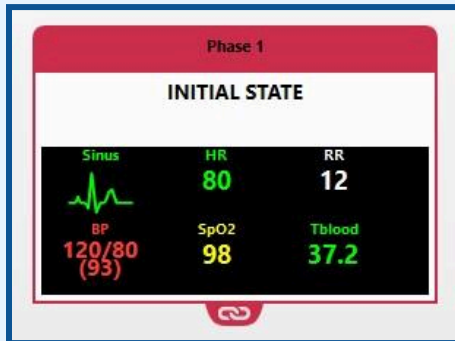 Phase 1
INITIAL STATE
Sinus HR RR
80 12
BP SpO2 Tblood
120/80 98 37.2
(93)